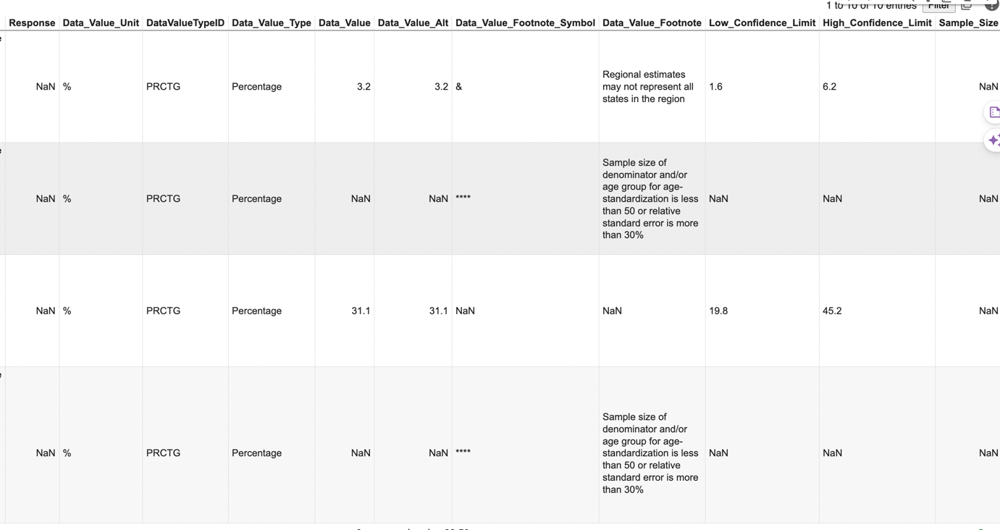 1 to 10 of 10 entries Filter
Response Data_Value_Unit DataValueTypeID Data_Value_Type Data_Value Data_Value_Alt Data_Value_Footnote_Symbol Data_Value_Footnote Low_Confidence_Limit High_Confidence_Limit Sample_Size
e
NaN % PRCTG Percentage 3.2 3.2 &
Regional estimates
may not represent all
states in the region
1.6 6.2 NaN
e
NaN % PRCTG Percentage NaN NaN ****
Sample size of
denominator and/or
age group for age-
standardization is less
than 50 or relative
standard error is more
than 30%
NaN NaN NaN
NaN % PRCTG Percentage 31.1 31.1 NaN NaN 19.8 45.2 NaN
e
NaN % PRCTG Percentage NaN NaN ****
Sample size of
denominator and/or
age group for age-
standardization is less
than 50 or relative
standard error is more
than 30%
NaN NaN NaN